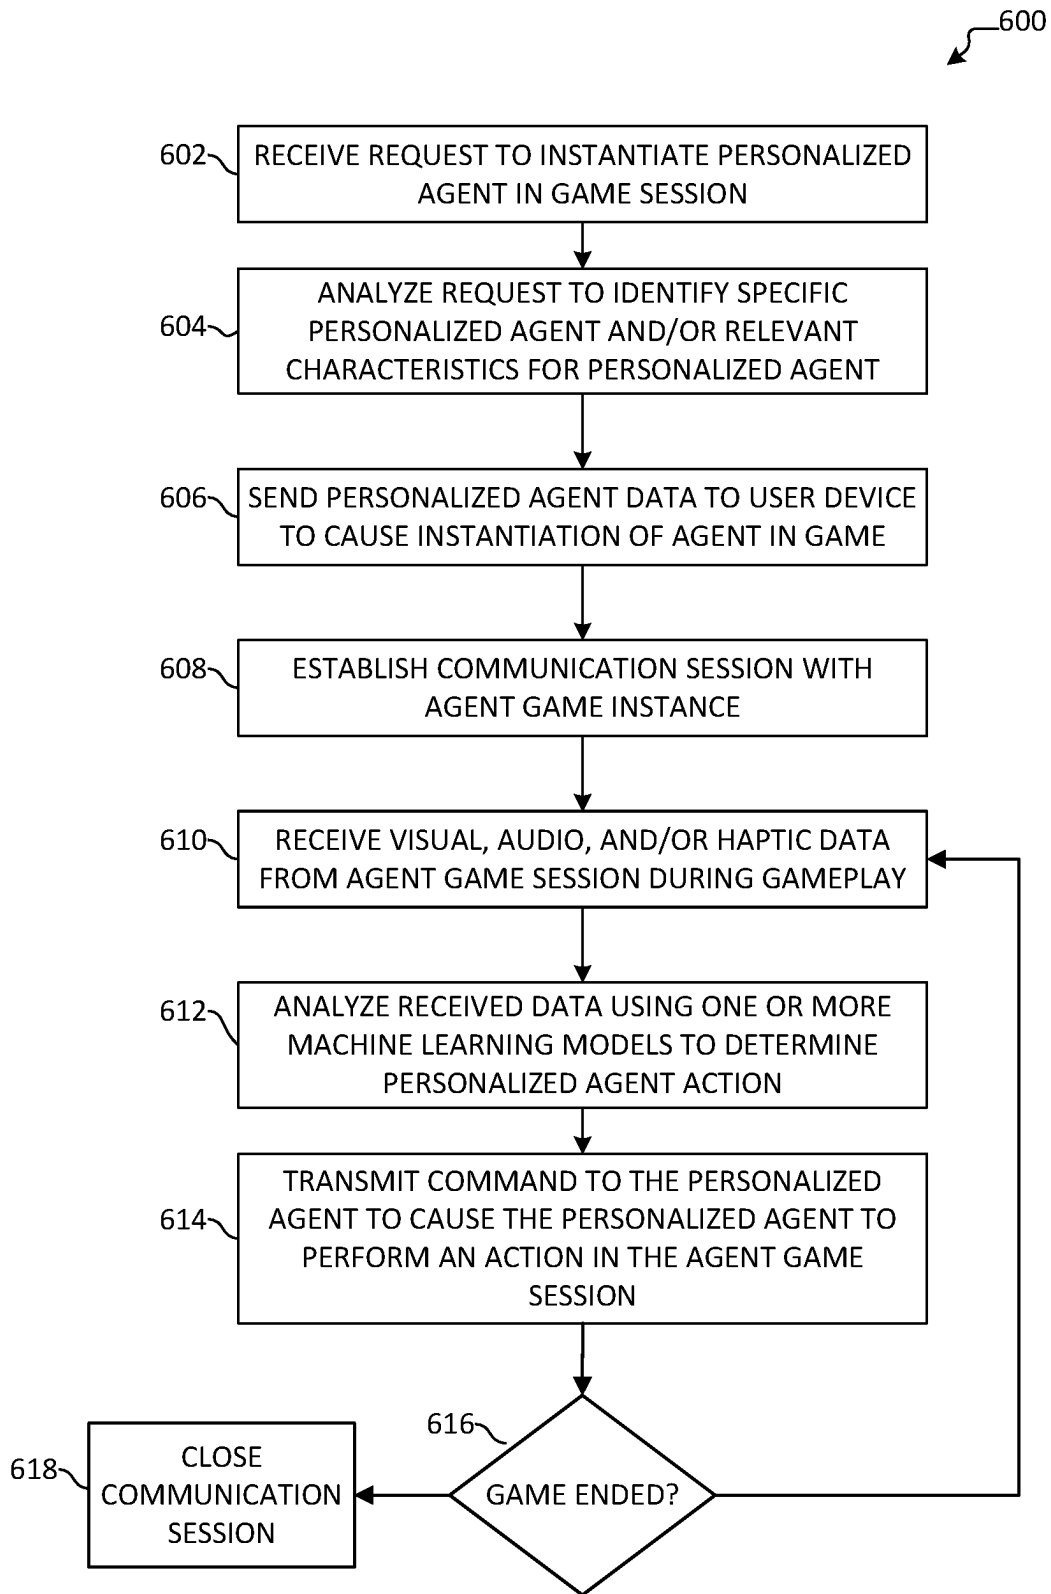 600
602
RECEIVE REQUEST TO INSTANTIATE PERSONALIZED
AGENT IN GAME SESSION
604
ANALYZE REQUEST TO IDENTIFY SPECIFIC
PERSONALIZED AGENT AND/OR RELEVANT
CHARACTERISTICS FOR PERSONALIZED AGENT
606
SEND PERSONALIZED AGENT DATA TO USER DEVICE
TO CAUSE INSTANTIATION OF AGENT IN GAME
608
ESTABLISH COMMUNICATION SESSION WITH
AGENT GAME INSTANCE
610
RECEIVE VISUAL, AUDIO, AND/OR HAPTIC DATA
FROM AGENT GAME SESSION DURING GAMEPLAY
612
ANALYZE RECEIVED DATA USING ONE OR MORE
MACHINE LEARNING MODELS TO DETERMINE
PERSONALIZED AGENT ACTION
614
TRANSMIT COMMAND TO THE PERSONALIZED
AGENT TO CAUSE THE PERSONALIZED AGENT TO
PERFORM AN ACTION IN THE AGENT GAME
SESSION
616
GAME ENDED?
618
CLOSE
COMMUNICATION
SESSION